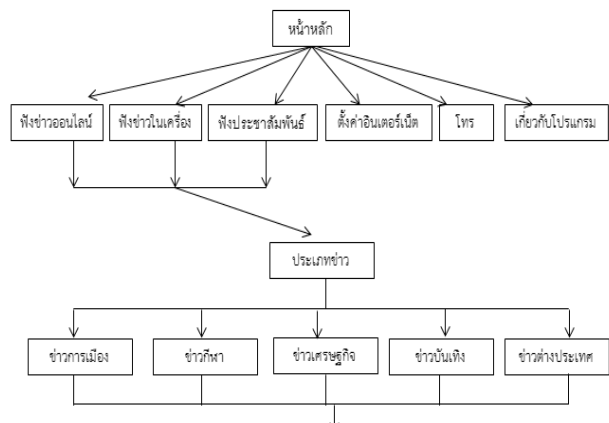 หน้าหลัก
ฟังข่าวออนไลน์ ฟังข่าวในเครื่อง ฟังประชาสัมพันธ์ ตั้งค่าอินเตอร์เน็ต โทร เกี่ยวกับโปรแกรม
ประเภทข่าว
ข่าวการเมือง ข่าวกีฬา ข่าวเศรษฐกิจ ข่าวบันเทิง ข่าวต่างประเทศ